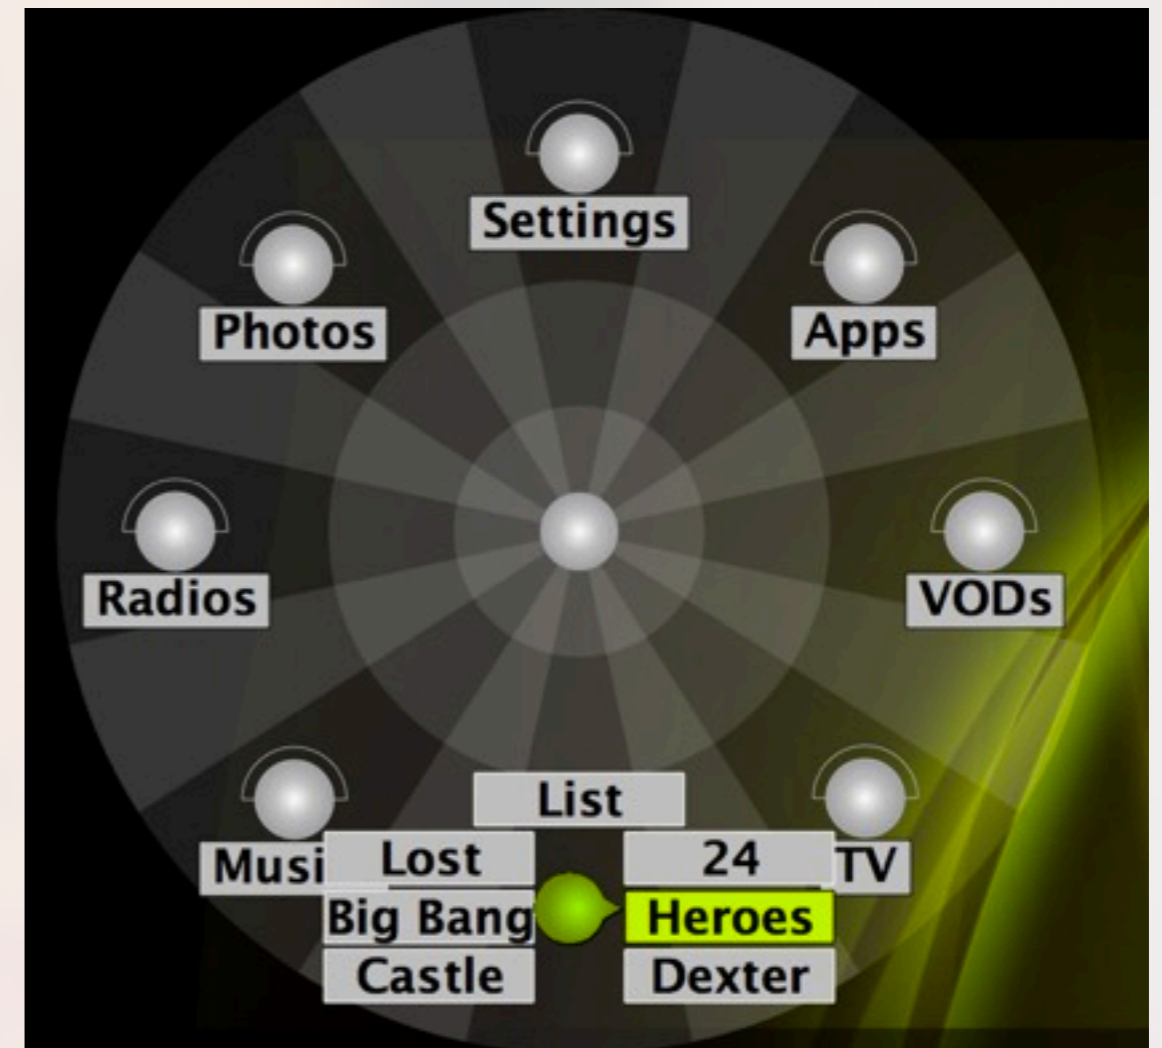 Settings
Photos
Apps
Radios
VODs
List
Musi
Lost
24
TV
Big Bang
Heroes
Castle
Dexter